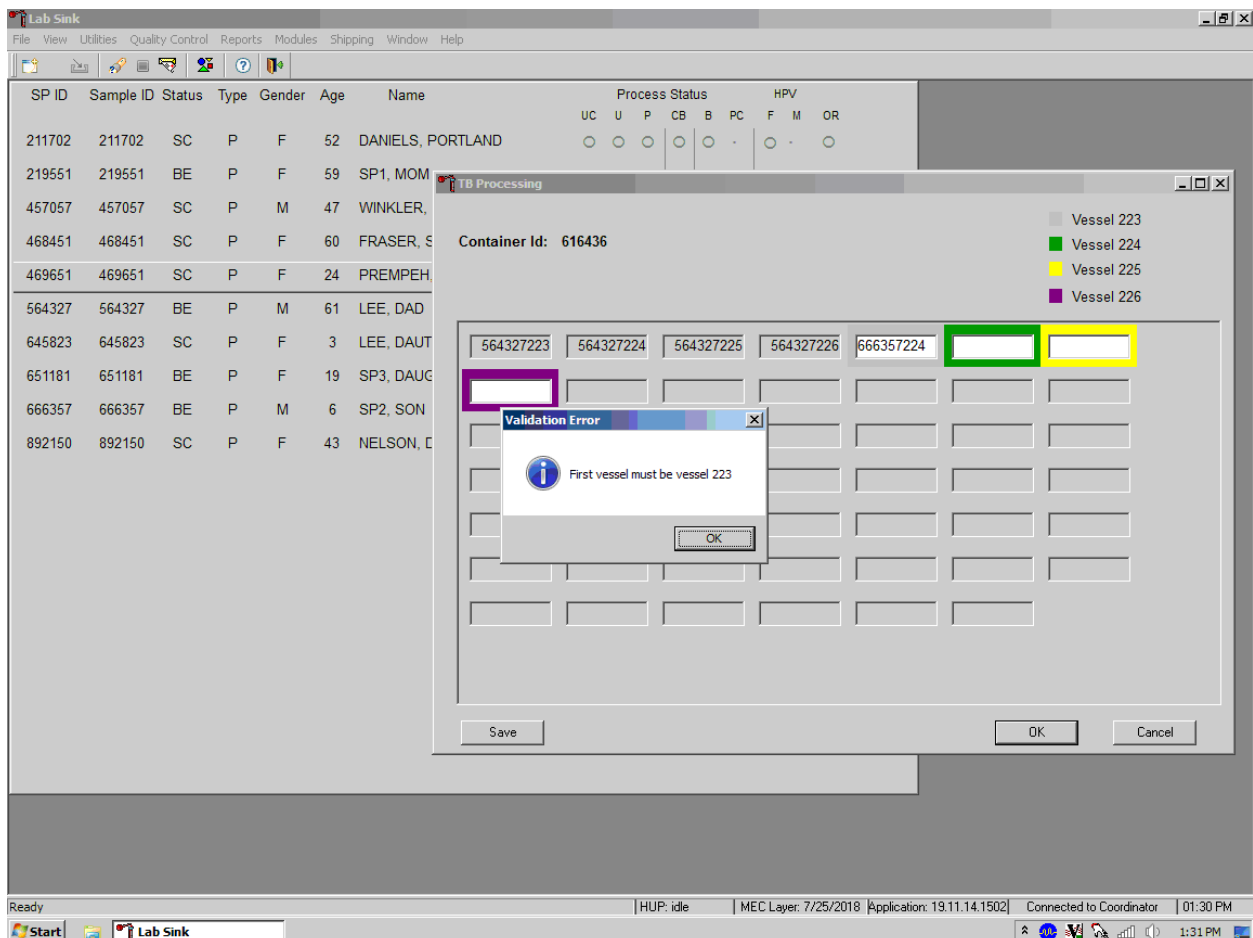 Lab Sink
File View Utilities Quality Control Reports Modules Shipping Window Help
SP ID Sample ID Status Type Gender Age Name Process Status HPV
UC U P CB B PC F M OR
211702 211702 SC P F 52 DANIELS, PORTLAND
219551 219551 BE P F 59 SP1, MOM
457057 457057 SC P M 47 WINKLER,
468451 468451 SC P F 60 FRASER, S
469651 469651 SC P F 24 PREMPEH,
564327 564327 BE P M 61 LEE, DAD
645823 645823 SC P F 3 LEE, DAUT
651181 651181 BE P F 19 SP3, DAUG
666357 666357 BE P M 6 SP2, SON
892150 892150 SC P F 43 NELSON, D
TB Processing
Vessel 223
Container Id: 616436 Vessel 224
Vessel 225
Vessel 226
564327223 564327224 564327225 564327226 666357224
Validation Error
First vessel must be vessel 223
OK
Save OK Cancel
Ready HUP: idle MEC Layer: 7/25/2018 Application: 19.11.14.1502 Connected to Coordinator 01:30 PM
Start Lab Sink 1:31 PM